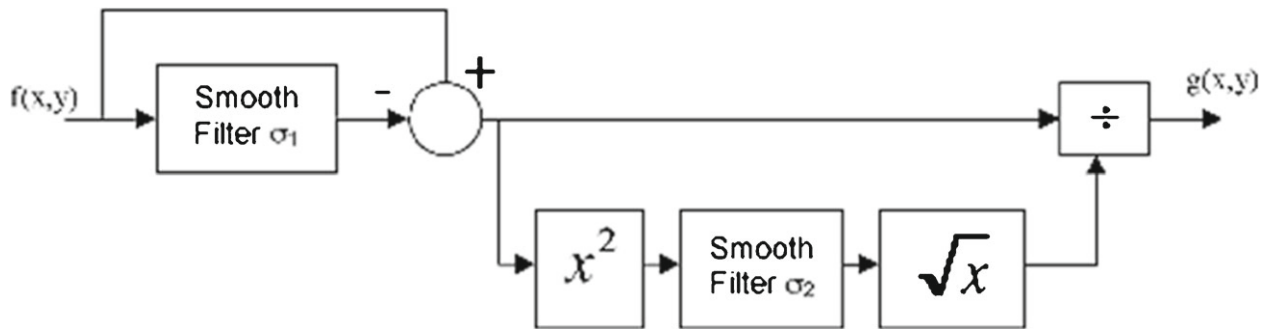 f(x,y)
Smooth
Filter σ₁
-
+
÷
g(x,y)
x²
Smooth
Filter σ₂
√x